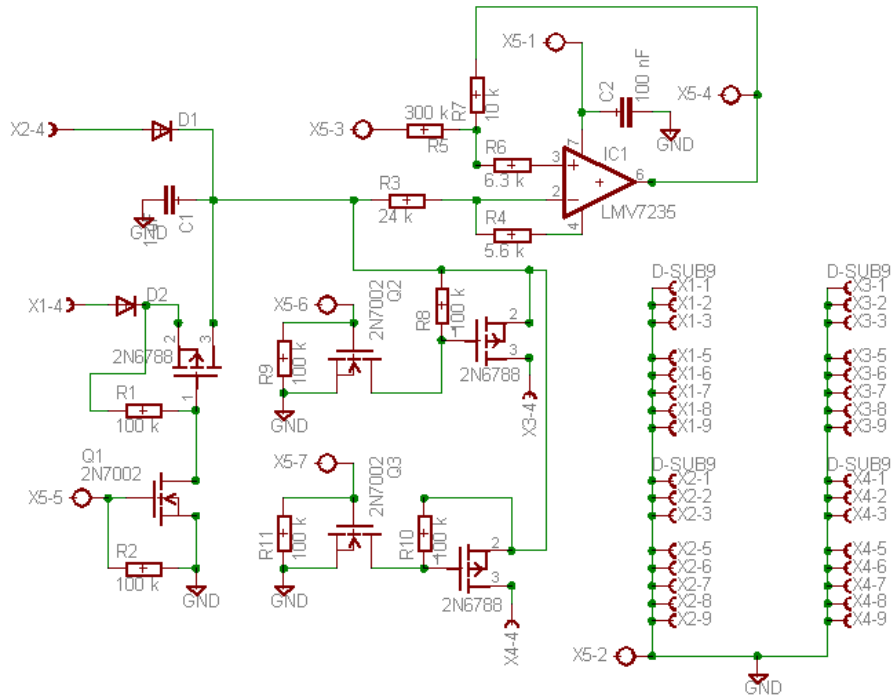 X5-1
C2
100 nF
X5-4
GND
R7
10 k
300 k
X5-3
R5
R6
6.3 k
3
7
IC1
6
2
4
LMV7235
R3
24 k
R4
5.6 k
X2-4
D1
C1
GND
X1-4
D2
2
3
2N6788
1
R1
100 k
Q1
2N7002
X5-5
R2
100 k
GND
X5-6
2N7002
Q2
R9
100 k
GND
R8
100 k
1
2
3
2N6788
X3-4
X5-7
2N7002
Q3
R11
100 k
GND
R10
100 k
1
2
3
2N6788
X4-4
D-SUB9
X1-1
X1-2
X1-3
X1-5
X1-6
X1-7
X1-8
X1-9
D-SUB9
X2-1
X2-2
X2-3
X2-5
X2-6
X2-7
X2-8
X2-9
D-SUB9
X3-1
X3-2
X3-3
X3-5
X3-6
X3-7
X3-8
X3-9
D-SUB9
X4-1
X4-2
X4-3
X4-5
X4-6
X4-7
X4-8
X4-9
X5-2
GND